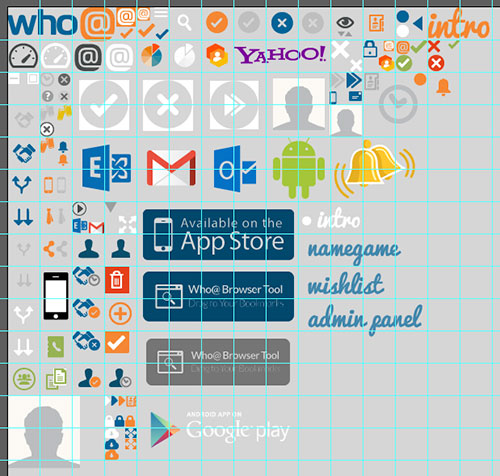 who@
intro
YAHOO!
Available on the
App Store
intro
namegame
Who@ Browser Tool
Drag to Your Bookmarks
wishlist
admin panel
Who@ Browser Tool
Drag to Your Bookmarks
ANDROID APP ON
Google play